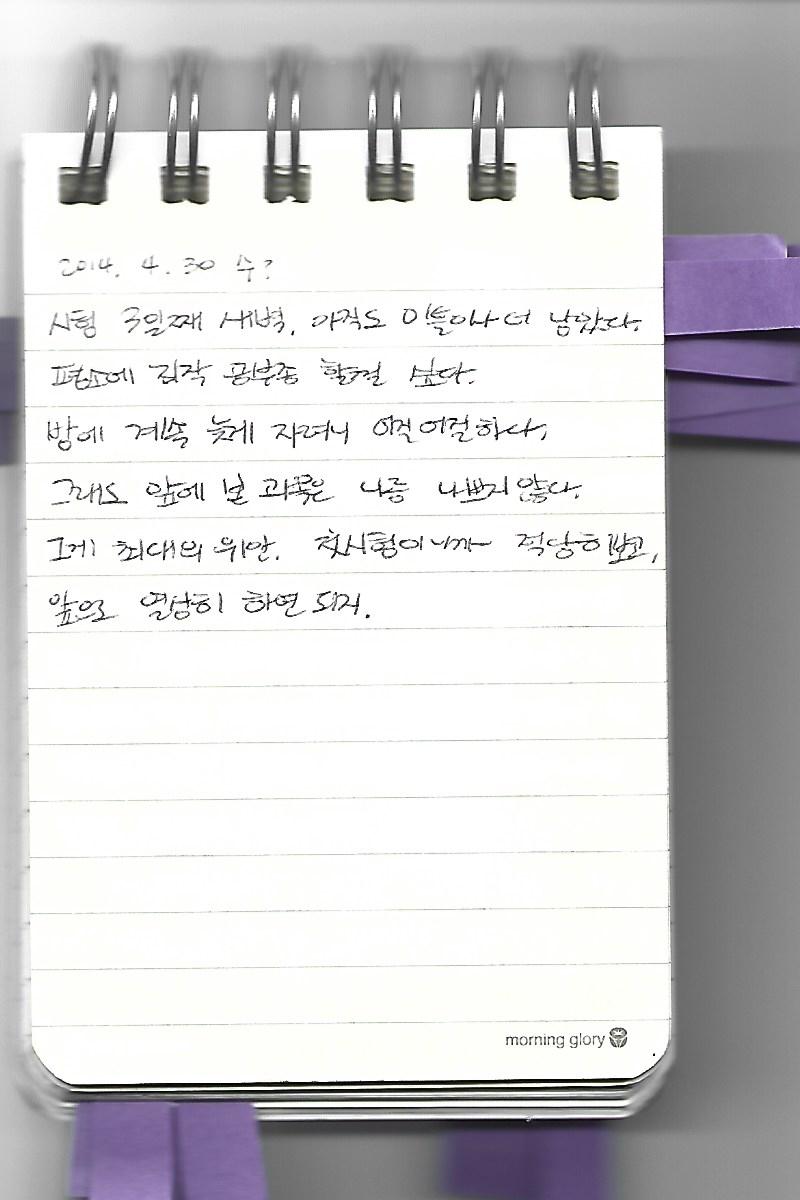 2014. 4. 30 수?
시험 3일째 새벽. 아직도 이틀이나 더 남았다.
평소에 진작 공부좀 할걸 싶다.
밤에 계속 늦게 자려니 어질어질하다.
그래도 앞에 본 과목은 나름 나쁘지 않다.
그게 최대의 위안. 첫시험이니까 적당히 보고,
앞으로 열심히 하면 되지.
morning glory